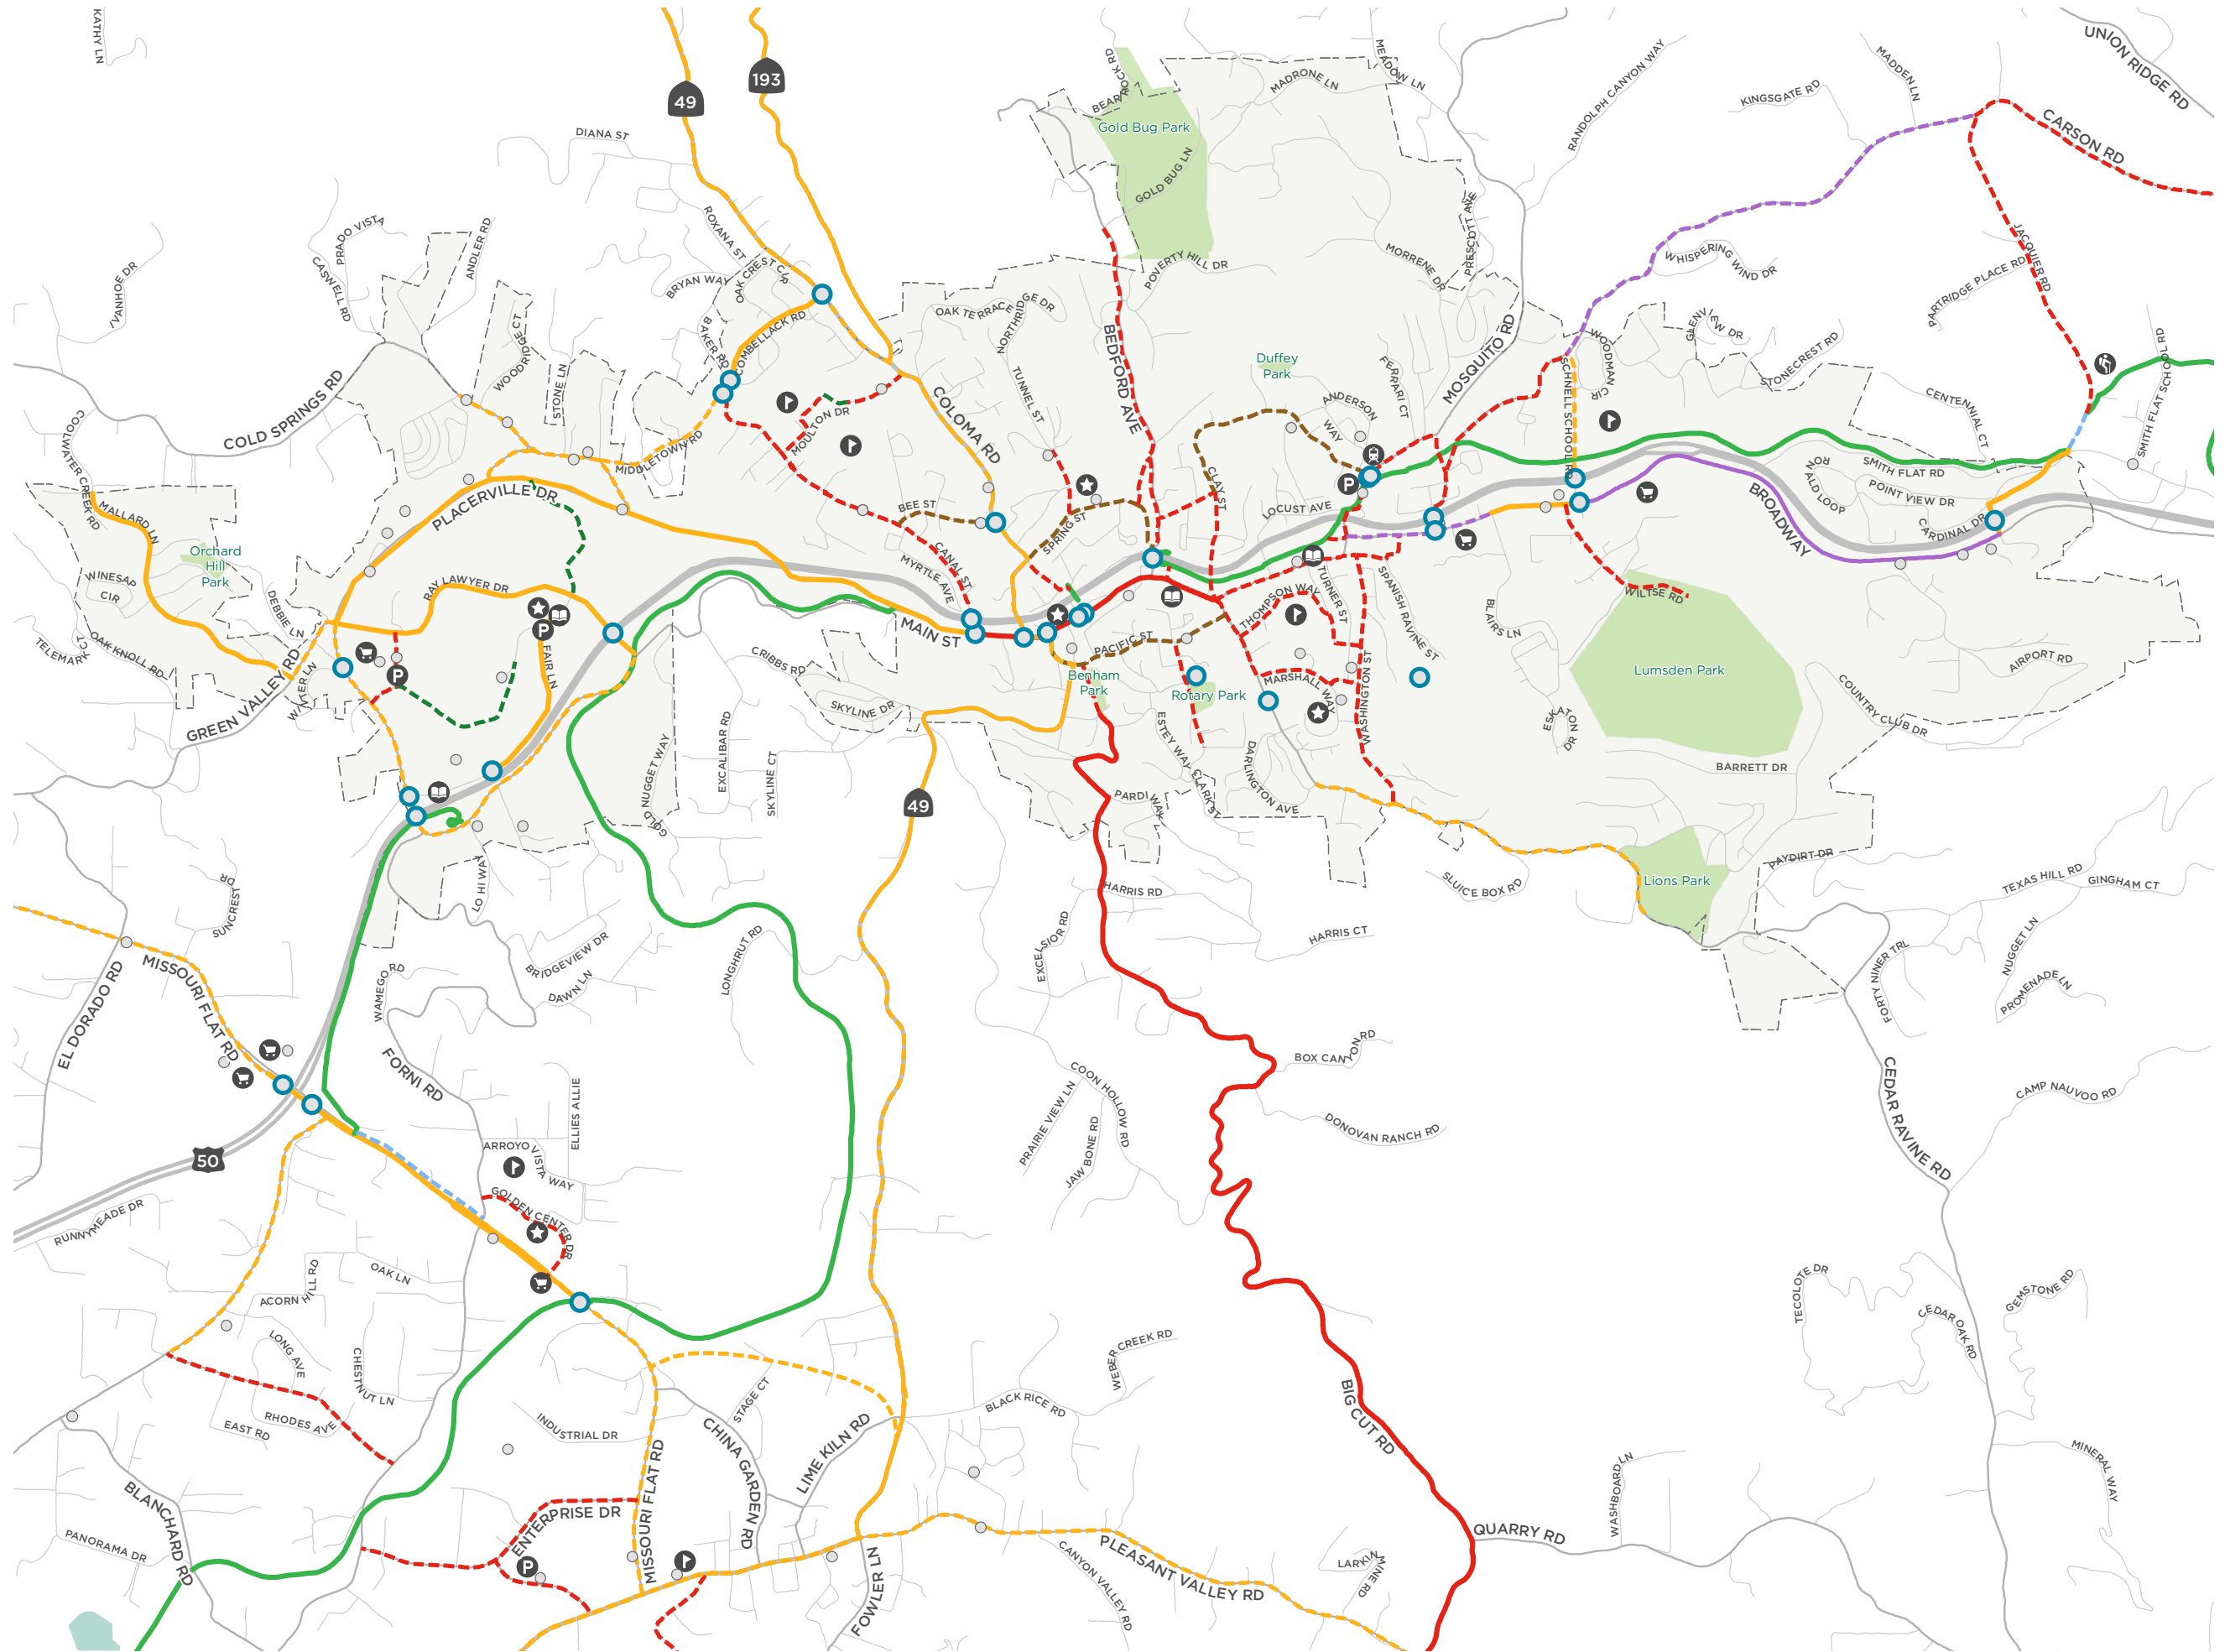 KATHY LN
49
193
DIANA ST
BEAR ROCK RD
Gold Bug Park
GOLD BUG LN
MADRONE LN
MEADOW LN
RANDOLPH CANYON WAY
KINGSGATE RD
MADDEN LN
UNION RIDGE RD
CARSON RD
PRADO VISTA
CASWELL RD
ANDLER RD
IVANHOE DR
ROXANA ST
BRYAN WAY
OAK CREST CIR
POVERTY HILL DR
MORRENE DR
PRESCOTT AVE
WHISPERING WIND DR
JACQUIER RD
PARTRIDGE PLACE RD
WOODRIDGE CT
STONE LN
BAKER RD
COMBELLACK RD
OAK TERRACE
NORTHRIDGE DR
BEDFORD AVE
Duffey
Park
FERRARI CT
MOSQUITO RD
WOODMAN CIR
GLENVIEW DR
STONECREST RD
SMITH FLAT SCHOOL RD
COLD SPRINGS RD
COOLWATER CREEK RD
MALLARD LN
MOULTON DR
COLOMA RD
TUNNEL ST
ANDERSON WAY
SCHNELL SCHOOL RD
CENTENNIAL CT
PLACERVILLE DR
MIDDLETOWN RD
BEE ST
SPRING ST
CLAY ST
LOCUST AVE
P
SMITH FLAT RD
POINT VIEW DR
RONALD LOOP
CARDINAL DR
BROADWAY
Orchard
Hill
Park
WINESAP CIR
DEBBIE LN
TELEMARK CT
OAK KNOLL RD
RAY LAWYER DR
P
FAIR LN
P
WINTER LN
GREEN VALLEY RD
CANAL ST
MYRTLE AVE
MAIN ST
CRIBBS RD
SKYLINE DR
PACIFIC ST
Benham
Park
Rotary Park
THOMPSON WAY
TURNER ST
SPANISH RAVINE ST
MARSHALL WAY
WASHINGTON ST
BLAIRS LN
WILTSE RD
Lumsden Park
AIRPORT RD
COUNTRY CLUB DR
ESKATON DR
BARRETT DR
GOLD NUGGET WAY
EXCALIBAR RD
SKYLINE CT
49
ESTEY WAY
CLARK ST
DARLINGTON AVE
PARDI WAY
LO HI WAY
SUNCREST DR
HARRIS RD
SLUICE BOX RD
Lions Park
PAYDIRT DR
TEXAS HILL RD
GINGHAM CT
EXCELSIOR RD
HARRIS CT
BRIDGEVIEW DR
DAWN LN
LONGHRUT RD
WAMEGO RD
MISSOURI FLAT RD
EL DORADO RD
FORTY NINER TRL
NUGGET LN
PROMENADE LN
FORNI RD
ELLIES ALLIE
COON HOLLOW RD
BOX CANYON RD
PRAIRIE VIEW LN
JAW BONE RD
DONOVAN RANCH RD
CEDAR RAVINE RD
CAMP NAUVOO RD
50
ARROYO VISTA WAY
GOLDEN CENTER DR
RUNNYMEADE DR
ACORN HILL RD
OAK LN
LONG AVE
CHESTNUT LN
EAST RD
RHODES AVE
INDUSTRIAL DR
STAGE CT
CHINA GARDEN RD
LIME KILN RD
WEBER CREEK RD
BLACK RICE RD
BIG CUT RD
TECOLOTE DR
CEDAR OAK RD
GEMSTONE RD
MINERAL WAY
WASHBOARD LN
QUARRY RD
BLANCHARD RD
PANORAMA DR
ENTERPRISE DR
P
MISSOURI FLAT RD
FOWLER LN
PLEASANT VALLEY RD
CANYON VALLEY RD
LARKIN MINE RD